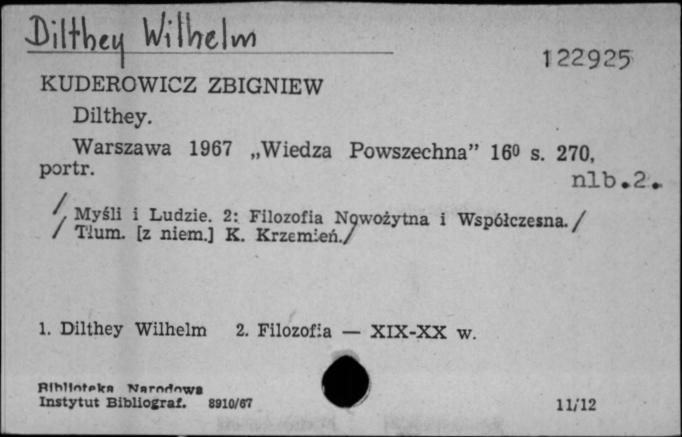 Dilthey Wilhelm
122925
KUDEROWICZ ZBIGNIEW
Dilthey.
Warszawa 1967 „Wiedza Powszechna” 16⁰ s. 270,
portr.
nlb.2.
/ Myśli i Ludzie. 2: Filozofia Nowożytna i Współczesna./
/ Tłum. [z niem.] K. Krzemień./
1. Dilthey Wilhelm 2. Filozofia — XIX-XX w.
Biblioteka Narodowa
Instytut Bibliograf. 8910/67
11/12